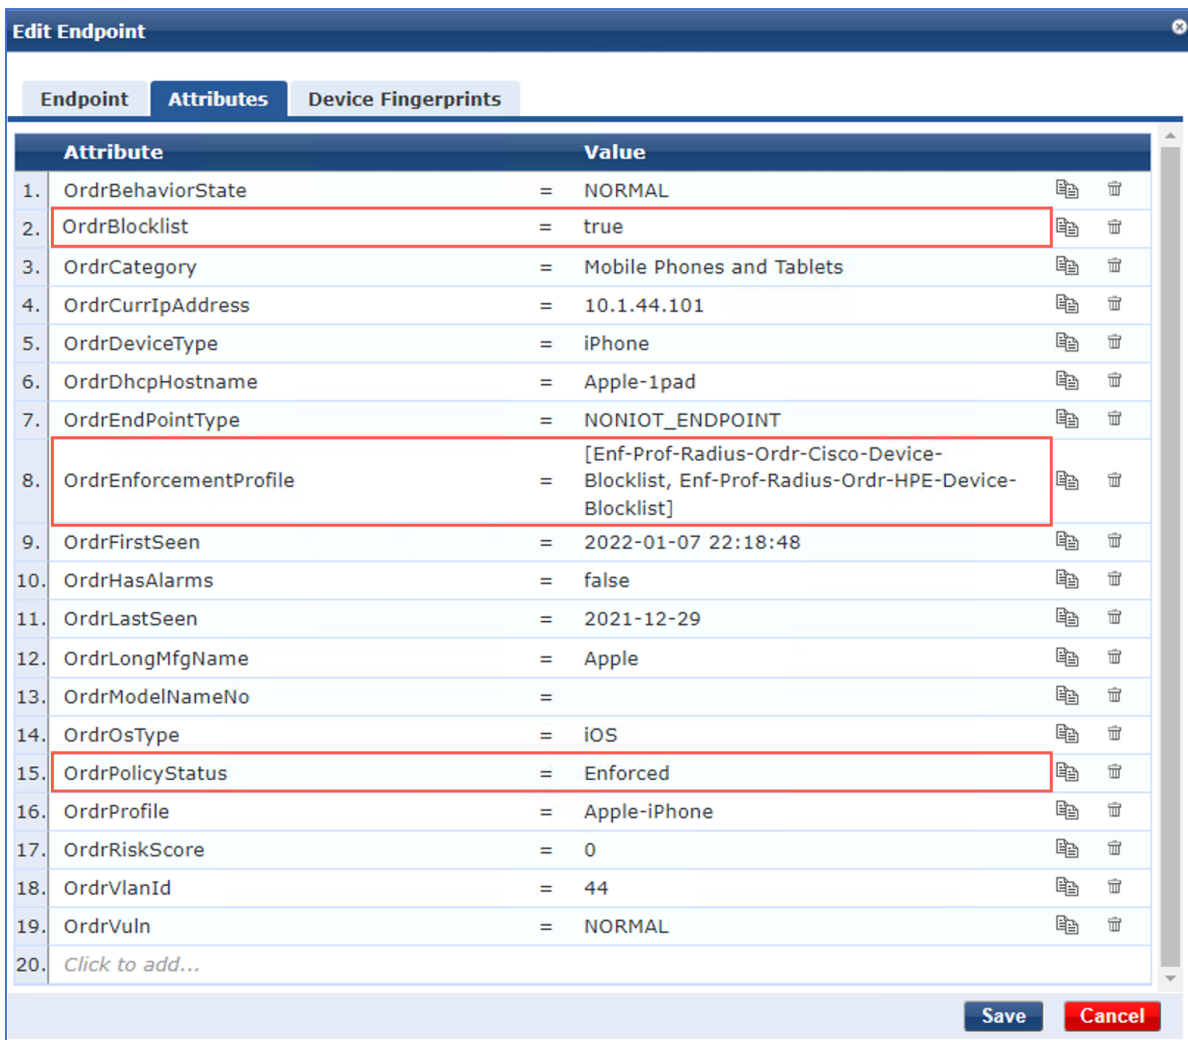 Edit Endpoint
Endpoint Attributes Device Fingerprints
Attribute Value
1. OrdrBehaviorState = NORMAL
2. OrdrBlocklist = true
3. OrdrCategory = Mobile Phones and Tablets
4. OrdrCurrIpAddress = 10.1.44.101
5. OrdrDeviceType = iPhone
6. OrdrDhcpHostname = Apple-1pad
7. OrdrEndPointType = NONIOT_ENDPOINT
8. OrdrEnforcementProfile = [Enf-Prof-Radius-Ordr-Cisco-Device-
Blocklist, Enf-Prof-Radius-Ordr-HPE-Device-
Blocklist]
9. OrdrFirstSeen = 2022-01-07 22:18:48
10. OrdrHasAlarms = false
11. OrdrLastSeen = 2021-12-29
12. OrdrLongMfgName = Apple
13. OrdrModelNameNo =
14. OrdrOsType = iOS
15. OrdrPolicyStatus = Enforced
16. OrdrProfile = Apple-iPhone
17. OrdrRiskScore = 0
18. OrdrVlanId = 44
19. OrdrVuln = NORMAL
20. Click to add...
Save Cancel